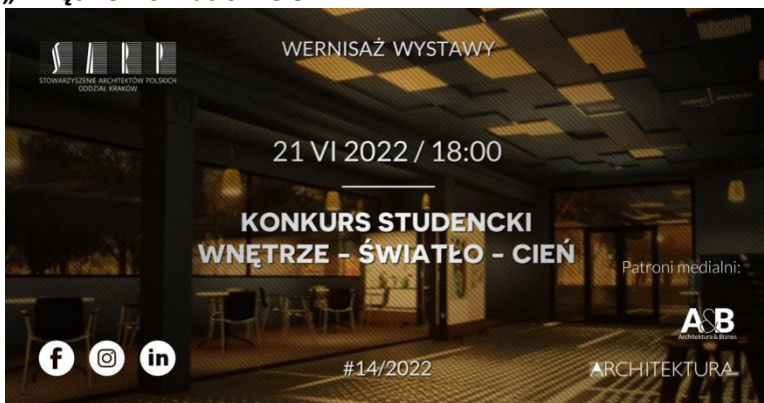 SARP
STOWARZYSZENIE ARCHITEKTÓW POLSKICH
ODDZIAŁ KRAKÓW
WERNISAŻ WYSTAWY
21 VI 2022 / 18:00
KONKURS STUDENCKI
WNĘTRZE – ŚWIATŁO – CIEŃ
Patroni medialni:
A&B
Architektura & Biznes
f in
#14/2022
ARCHITEKTURA